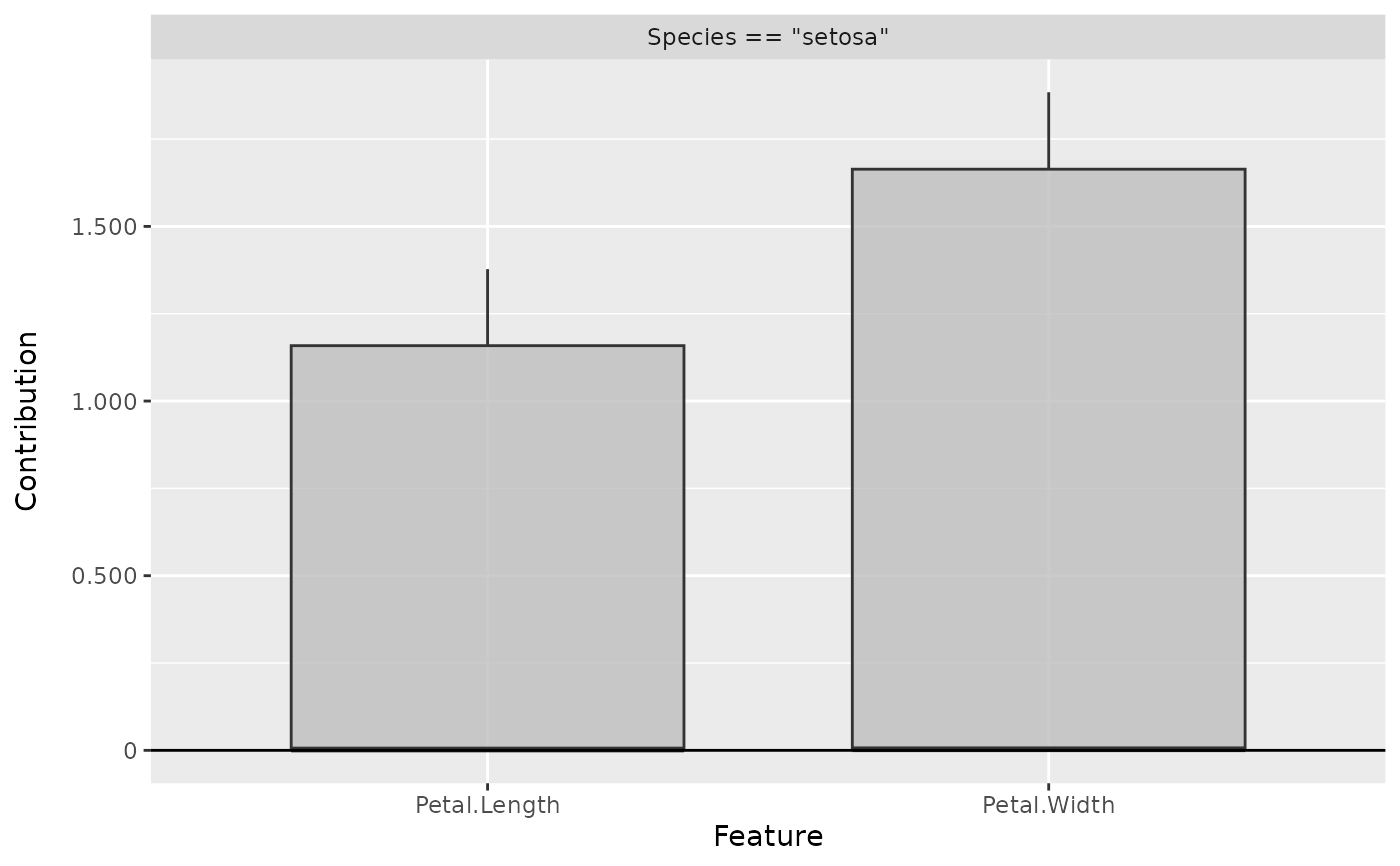 Species == "setosa"
1.500
1.000
0.500
0
Contribution
Petal.Length
Petal.Width
Feature